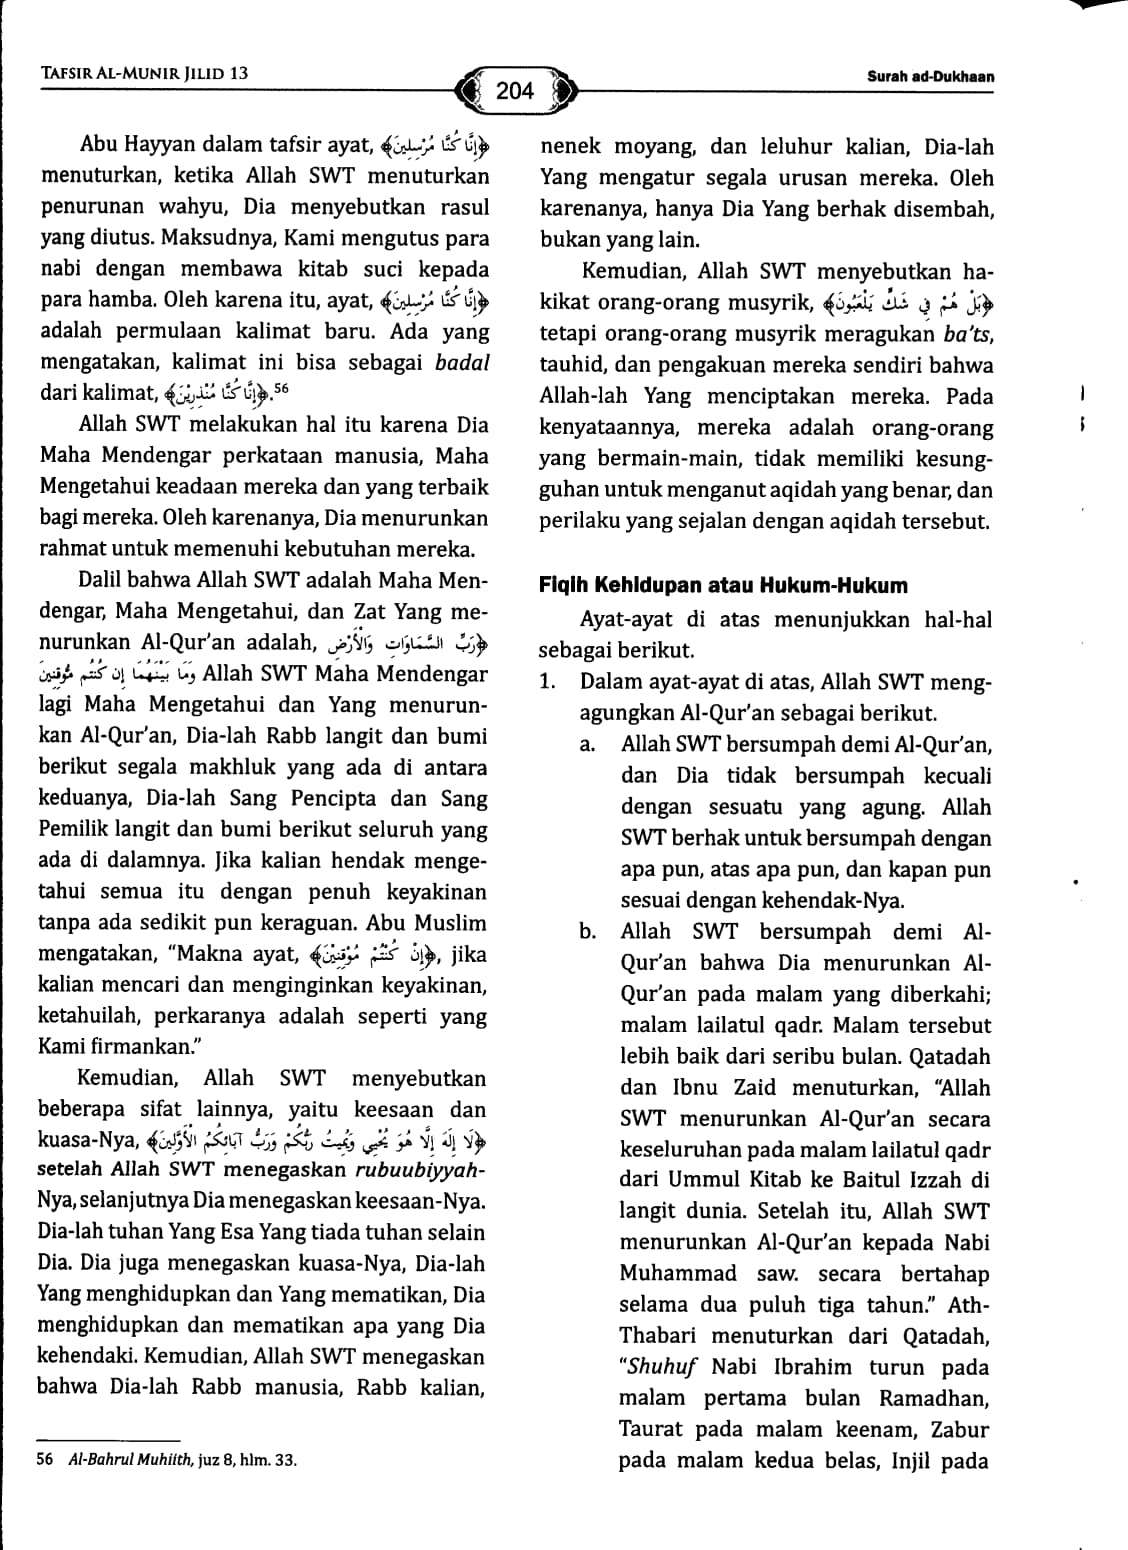 TAFSIR AL-MUNIR JILID 13
204
Surah ad-Dukhaan
Abu Hayyan dalam tafsir ayat, ﴿إِنَّا كُنَّا مُرْسِلِينَ﴾
menuturkan, ketika Allah SWT menuturkan
penurunan wahyu, Dia menyebutkan rasul
yang diutus. Maksudnya, Kami mengutus para
nabi dengan membawa kitab suci kepada
para hamba. Oleh karena itu, ayat, ﴿إِنَّا كُنَّا مُرْسِلِينَ﴾
adalah permulaan kalimat baru. Ada yang
mengatakan, kalimat ini bisa sebagai badal
dari kalimat, ﴿إِنَّا كُنَّا مُنْذِرِيْنَ﴾.56
Allah SWT melakukan hal itu karena Dia
Maha Mendengar perkataan manusia, Maha
Mengetahui keadaan mereka dan yang terbaik
bagi mereka. Oleh karenanya, Dia menurunkan
rahmat untuk memenuhi kebutuhan mereka.
Dalil bahwa Allah SWT adalah Maha Men-
dengar, Maha Mengetahui, dan Zat Yang me-
nurunkan Al-Qur’an adalah, ﴿رَبِّ السَّمَاوَاتِ وَالْأَرْضِ
وَمَا بَيْنَهُمَا إِن كُنتُم مُّوقِنِينَ Allah SWT Maha Mendengar
lagi Maha Mengetahui dan Yang menurun-
kan Al-Qur’an, Dia-lah Rabb langit dan bumi
berikut segala makhluk yang ada di antara
keduanya, Dia-lah Sang Pencipta dan Sang
Pemilik langit dan bumi berikut seluruh yang
ada di dalamnya. Jika kalian hendak menge-
tahui semua itu dengan penuh keyakinan
tanpa ada sedikit pun keraguan. Abu Muslim
mengatakan, “Makna ayat, ﴿إِنْ كُنْتُمْ مُوْقِنِيْنَ﴾, jika
kalian mencari dan menginginkan keyakinan,
ketahuilah, perkaranya adalah seperti yang
Kami firmankan.”
Kemudian, Allah SWT menyebutkan
beberapa sifat lainnya, yaitu keesaan dan
kuasa-Nya, ﴿لَا إِلَهَ إِلَّا هُوَ يُحْيِي وَيُمِيتُ رَبُّكُمْ وَرَبُّ آبَائِكُمُ الْأَوَّلِينَ﴾
setelah Allah SWT menegaskan rubuubiyyah-
Nya, selanjutnya Dia menegaskan keesaan-Nya.
Dia-lah tuhan Yang Esa Yang tiada tuhan selain
Dia. Dia juga menegaskan kuasa-Nya, Dia-lah
Yang menghidupkan dan Yang mematikan, Dia
menghidupkan dan mematikan apa yang Dia
kehendaki. Kemudian, Allah SWT menegaskan
bahwa Dia-lah Rabb manusia, Rabb kalian,
56 Al-Bahrul Muhiith, juz 8, hlm. 33.
nenek moyang, dan leluhur kalian, Dia-lah
Yang mengatur segala urusan mereka. Oleh
karenanya, hanya Dia Yang berhak disembah,
bukan yang lain.
Kemudian, Allah SWT menyebutkan ha-
kikat orang-orang musyrik, ﴿بَلْ هُمْ فِي شَكٍّ يَلْعَبُونَ﴾
tetapi orang-orang musyrik meragukan ba’ts,
tauhid, dan pengakuan mereka sendiri bahwa
Allah-lah Yang menciptakan mereka. Pada
kenyataannya, mereka adalah orang-orang
yang bermain-main, tidak memiliki kesung-
guhan untuk menganut aqidah yang benar, dan
perilaku yang sejalan dengan aqidah tersebut.
Fiqih Kehidupan atau Hukum-Hukum
Ayat-ayat di atas menunjukkan hal-hal
sebagai berikut.
1. Dalam ayat-ayat di atas, Allah SWT meng-
agungkan Al-Qur’an sebagai berikut.
a. Allah SWT bersumpah demi Al-Qur’an,
dan Dia tidak bersumpah kecuali
dengan sesuatu yang agung. Allah
SWT berhak untuk bersumpah dengan
apa pun, atas apa pun, dan kapan pun
sesuai dengan kehendak-Nya.
b. Allah SWT bersumpah demi Al-
Qur’an bahwa Dia menurunkan Al-
Qur’an pada malam yang diberkahi;
malam lailatul qadr. Malam tersebut
lebih baik dari seribu bulan. Qatadah
dan Ibnu Zaid menuturkan, “Allah
SWT menurunkan Al-Qur’an secara
keseluruhan pada malam lailatul qadr
dari Ummul Kitab ke Baitul Izzah di
langit dunia. Setelah itu, Allah SWT
menurunkan Al-Qur’an kepada Nabi
Muhammad saw. secara bertahap
selama dua puluh tiga tahun.” Ath-
Thabari menuturkan dari Qatadah,
“Shuhuf Nabi Ibrahim turun pada
malam pertama bulan Ramadhan,
Taurat pada malam keenam, Zabur
pada malam kedua belas, Injil pada